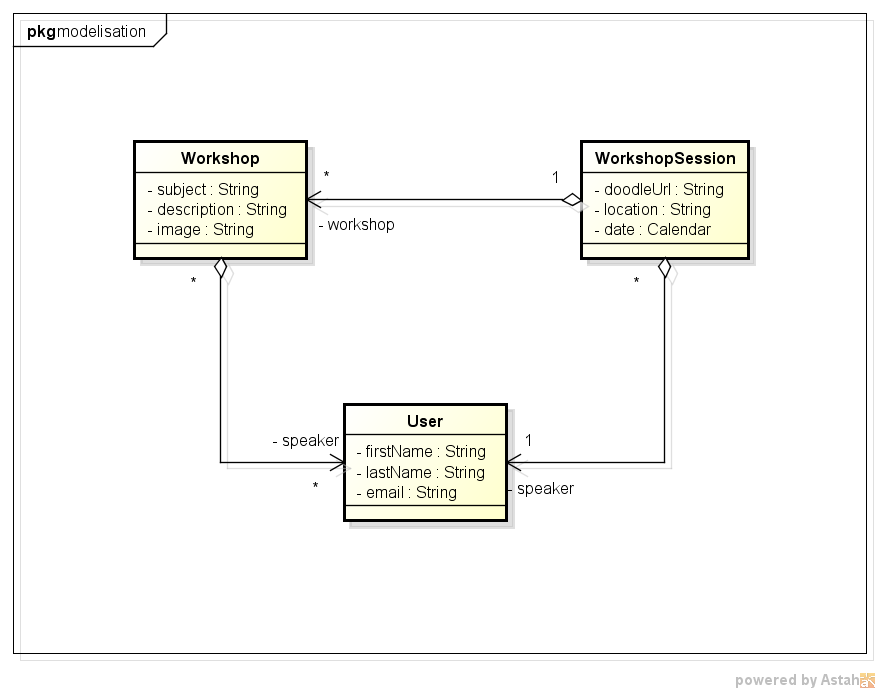 pkg modelisation
Workshop
- subject : String
- description : String
- image : String
*
- workshop
1
WorkshopSession
- doodleUrl : String
- location : String
- date : Calendar
*
*
- speaker
*
User
- firstName : String
- lastName : String
- email : String
1
- speaker
powered by Astah